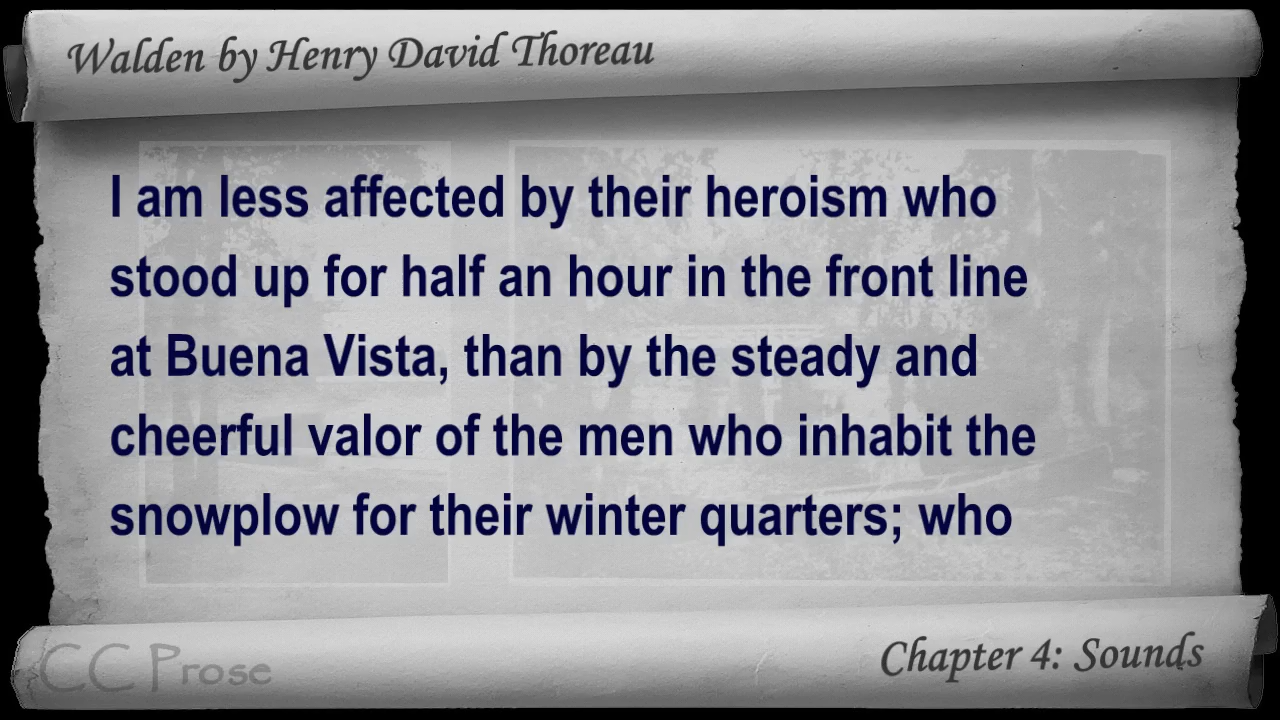 Walden by Henry David Thoreau
I am less affected by their heroism who
stood up for half an hour in the front line
at Buena Vista, than by the steady and
cheerful valor of the men who inhabit the
snowplow for their winter quarters; who
CC Prose
Chapter 4: Sounds